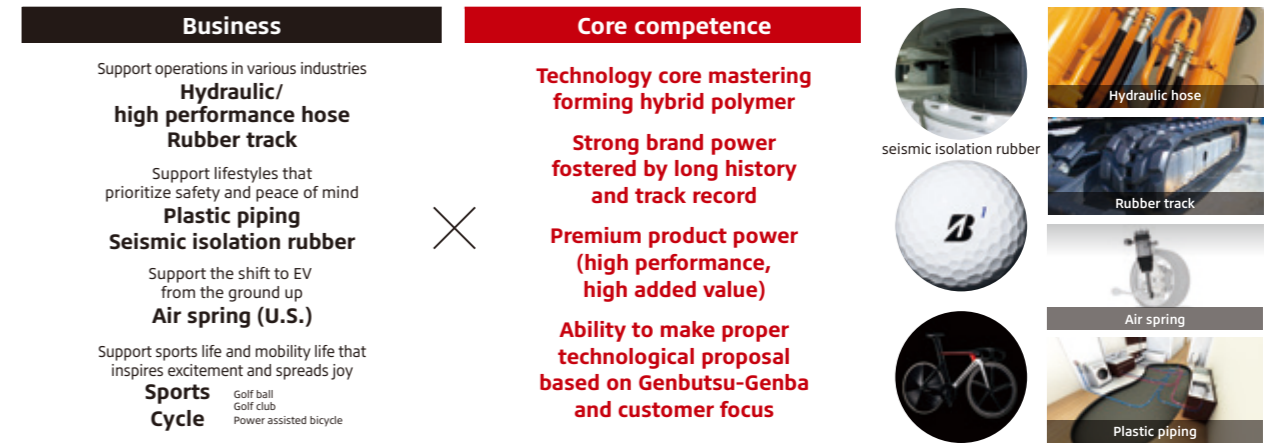 Business
Support operations in various industries
Hydraulic/
high performance hose
Rubber track
Support lifestyles that
prioritize safety and peace of mind
Plastic piping
Seismic isolation rubber
Support the shift to EV
from the ground up
Air spring (U.S.)
Support sports life and mobility life that
inspires excitement and spreads joy
Sports
Cycle
Golf ball
Golf club
Power assisted bicycle
Core competence
Technology core mastering
forming hybrid polymer
Strong brand power
fostered by long history
and track record
Premium product power
(high performance,
high added value)
Ability to make proper
technological proposal
based on Genbutsu-Genba
and customer focus
seismic isolation rubber
B
1
Hydraulic hose
Rubber track
Air spring
Plastic piping